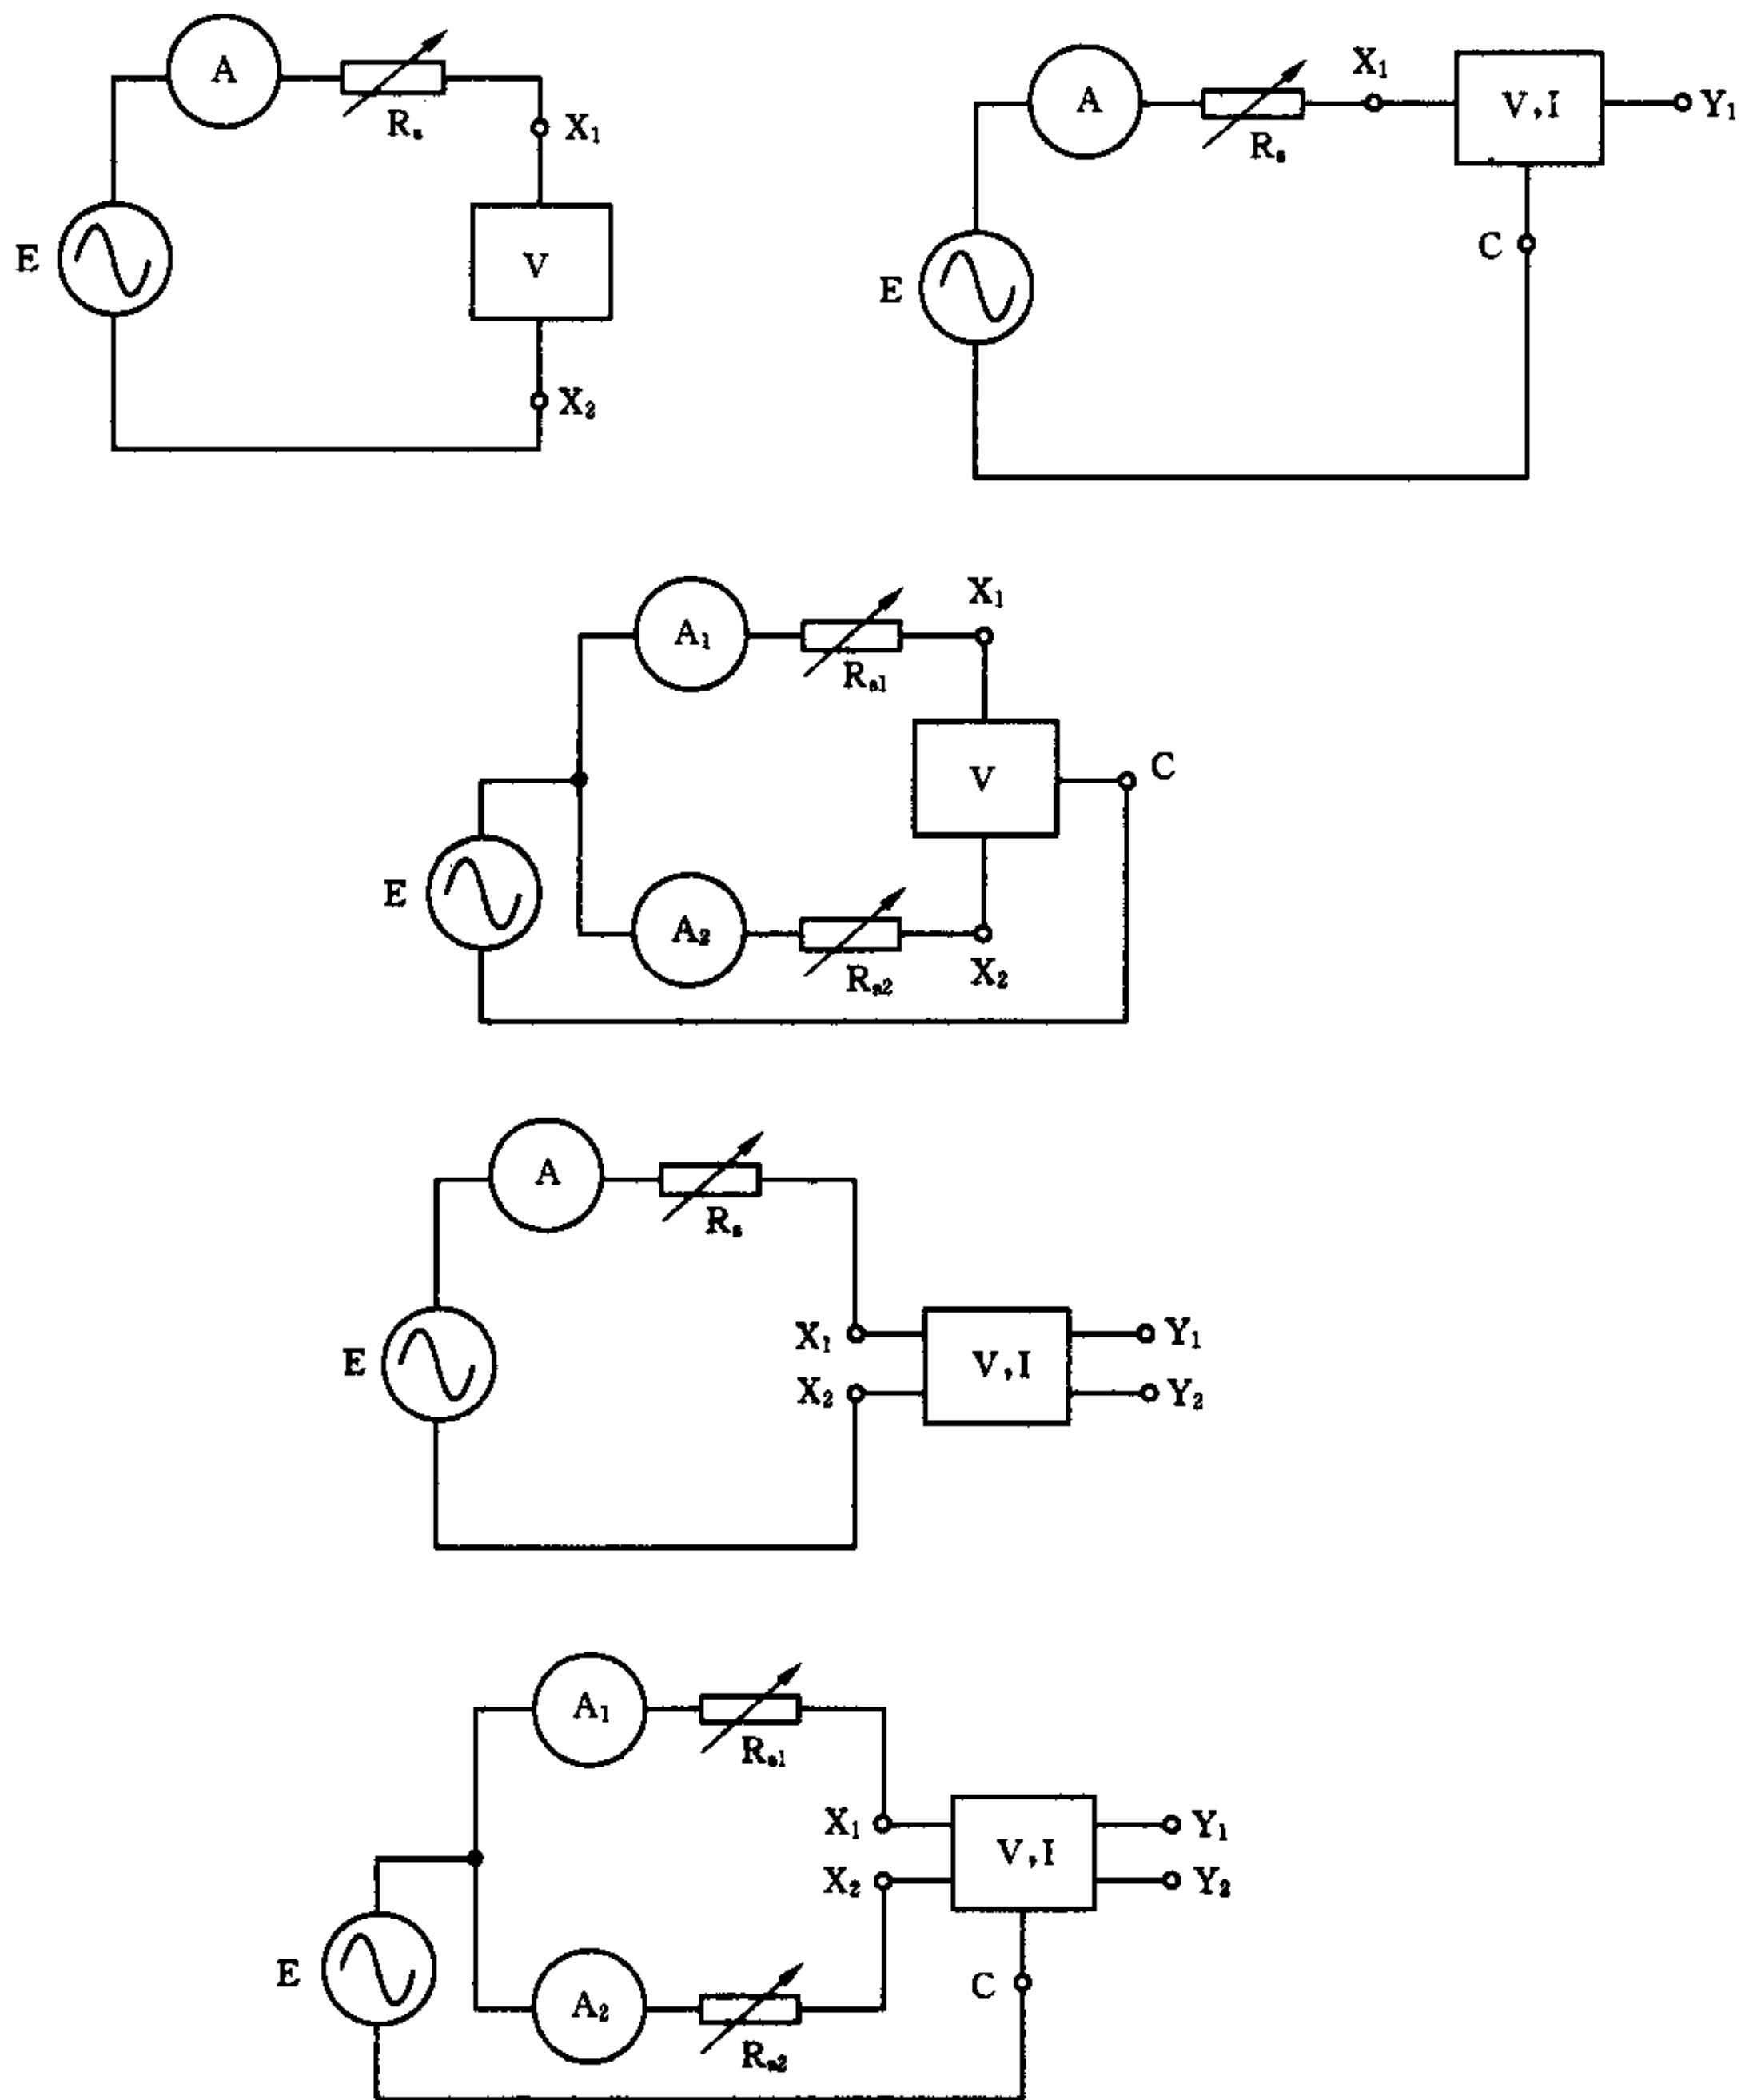 A
Rₛ
X₁
E
V
X₂
A
Rₛ
X₁
V,I
Y₁
C
E
A₁
Rₛ₁
X₁
V
C
E
A₂
Rₛ₂
X₂
A
Rₛ
E
X₁
X₂
V,I
Y₁
Y₂
A₁
Rₛ₁
X₁
X₂
V,I
Y₁
Y₂
E
A₂
Rₛ₂
C